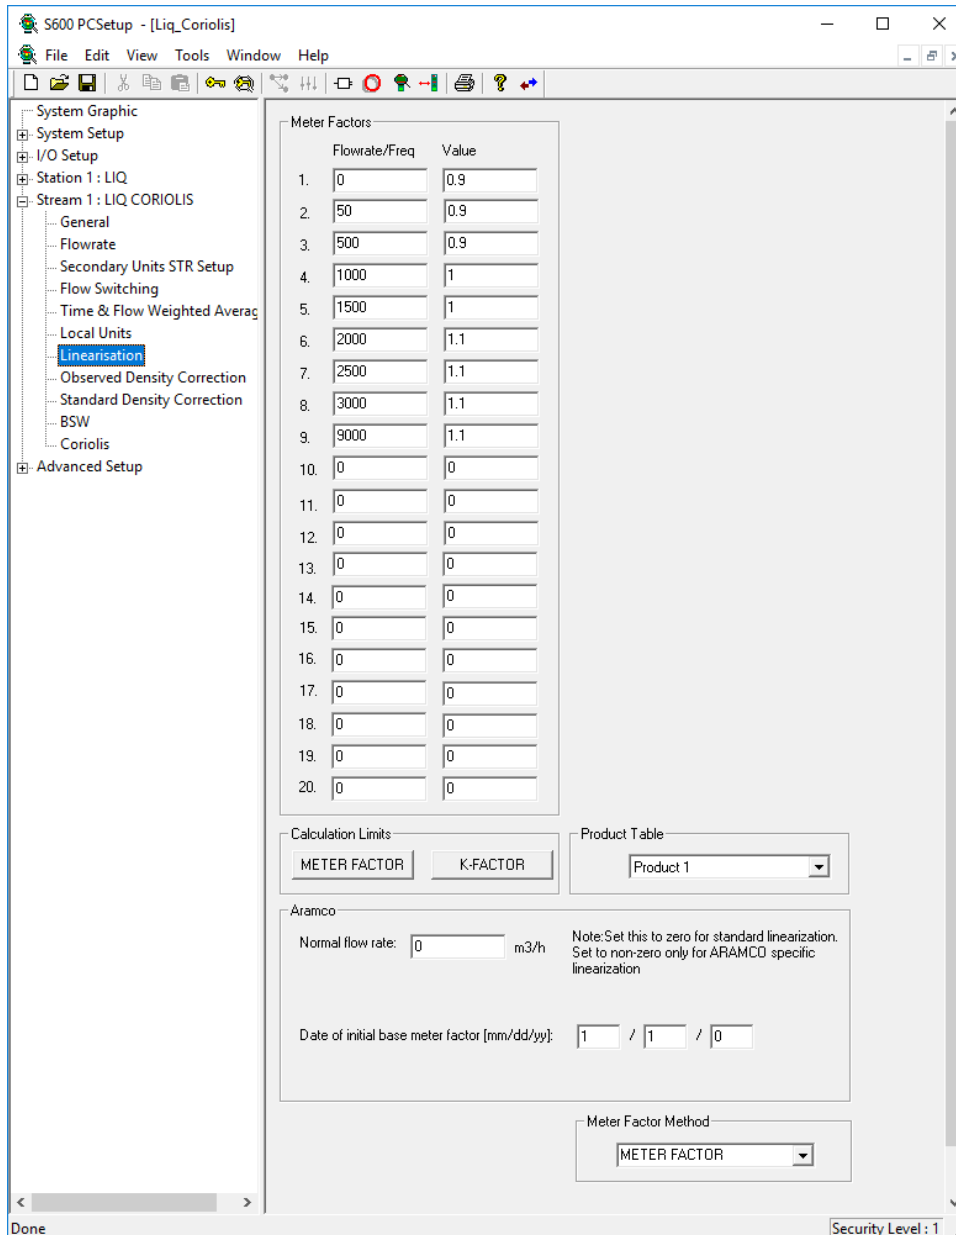 S600 PCSetup - [Liq_Coriolis]
File Edit View Tools Window Help
System Graphic
System Setup
I/O Setup
Station 1 : LIQ
Stream 1 : LIQ CORIOLIS
General
Flowrate
Secondary Units STR Setup
Flow Switching
Time & Flow Weighted Averag
Local Units
Linearisation
Observed Density Correction
Standard Density Correction
BSW
Coriolis
Advanced Setup
Meter Factors
Flowrate/Freq Value
1. 0 0.9
2. 50 0.9
3. 500 0.9
4. 1000 1
5. 1500 1
6. 2000 1.1
7. 2500 1.1
8. 3000 1.1
9. 9000 1.1
10. 0 0
11. 0 0
12. 0 0
13. 0 0
14. 0 0
15. 0 0
16. 0 0
17. 0 0
18. 0 0
19. 0 0
20. 0 0
Calculation Limits
METER FACTOR K-FACTOR
Product Table
Product 1
Aramco
Normal flow rate: 0 m3/h
Note:Set this to zero for standard linearization.
Set to non-zero only for ARAMCO specific
linearization
Date of initial base meter factor [mm/dd/yy]: 1 / 1 / 0
Meter Factor Method
METER FACTOR
Done
Security Level : 1